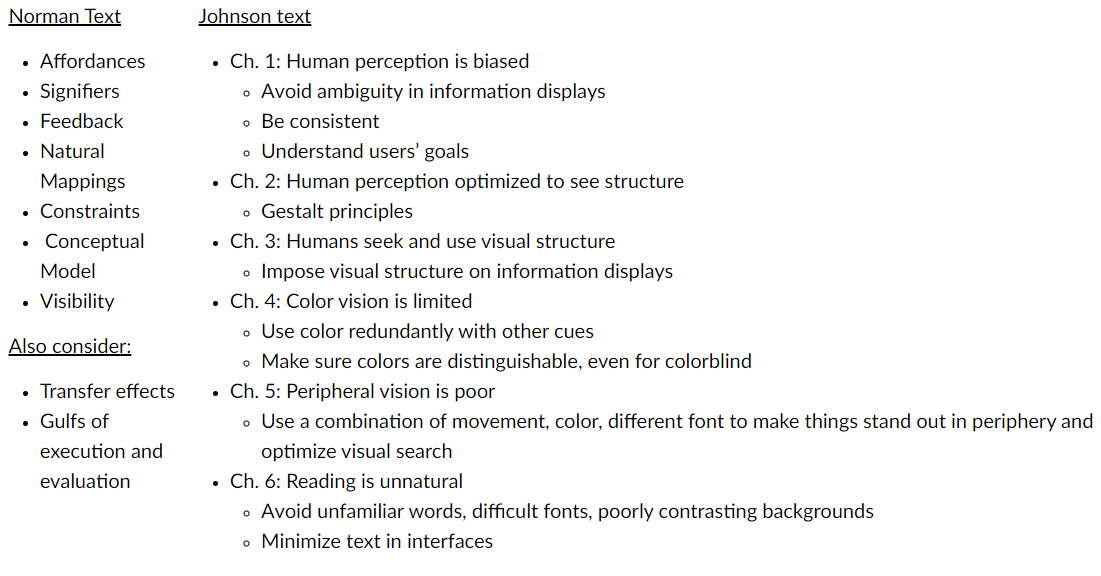 Norman Text
Affordances
Signifiers
Feedback
Natural
Mappings
Constraints
Conceptual
Model
Visibility
Also consider:
Transfer effects
Gulfs of
execution and
evaluation
Johnson text
Ch. 1: Human perception is biased
Avoid ambiguity in information displays
Be consistent
Understand users’ goals
Ch. 2: Human perception optimized to see structure
Gestalt principles
Ch. 3: Humans seek and use visual structure
Impose visual structure on information displays
Ch. 4: Color vision is limited
Use color redundantly with other cues
Make sure colors are distinguishable, even for colorblind
Ch. 5: Peripheral vision is poor
Use a combination of movement, color, different font to make things stand out in periphery and
optimize visual search
Ch. 6: Reading is unnatural
Avoid unfamiliar words, difficult fonts, poorly contrasting backgrounds
Minimize text in interfaces